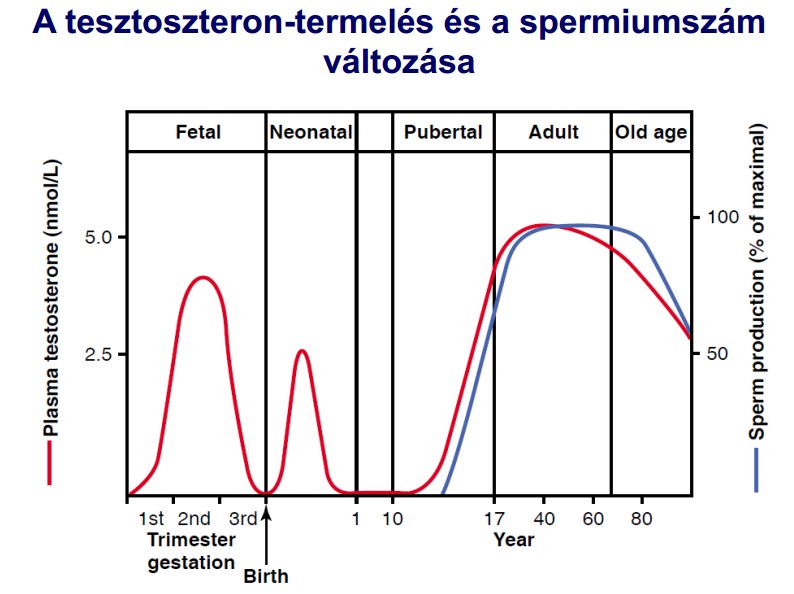 A tesztoszteron-termelés és a spermiumszám
változása
Fetal
Neonatal
Pubertal
Adult
Old age
Plasma testosterone (nmol/L)
5.0
2.5
Sperm production (% of maximal)
100
50
1st 2nd 3rd
1 10 17 40 60 80
Trimester
gestation
Birth
Year